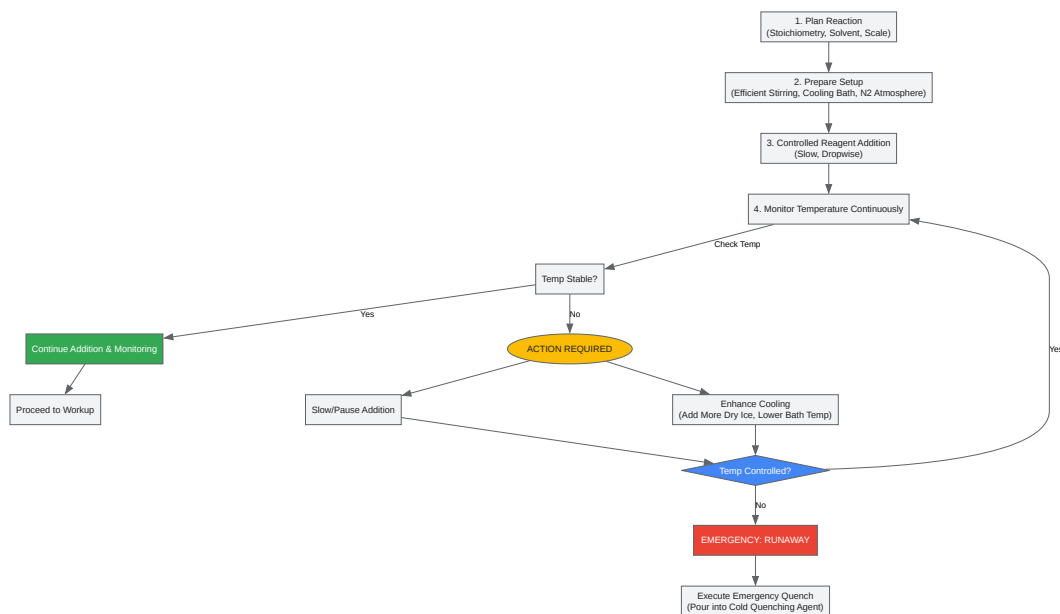 1. Plan Reaction
(Stoichiometry, Solvent, Scale)
2. Prepare Setup
(Efficient Stirring, Cooling Bath, N2 Atmosphere)
3. Controlled Reagent Addition
(Slow, Dropwise)
4. Monitor Temperature Continuously
Check Temp
Temp Stable?
Yes
No
Continue Addition & Monitoring
ACTION REQUIRED
Yes
Proceed to Workup
Slow/Pause Addition
Enhance Cooling
(Add More Dry Ice, Lower Bath Temp)
Temp Controlled?
No
EMERGENCY: RUNAWAY
Execute Emergency Quench
(Pour into Cold Quenching Agent)